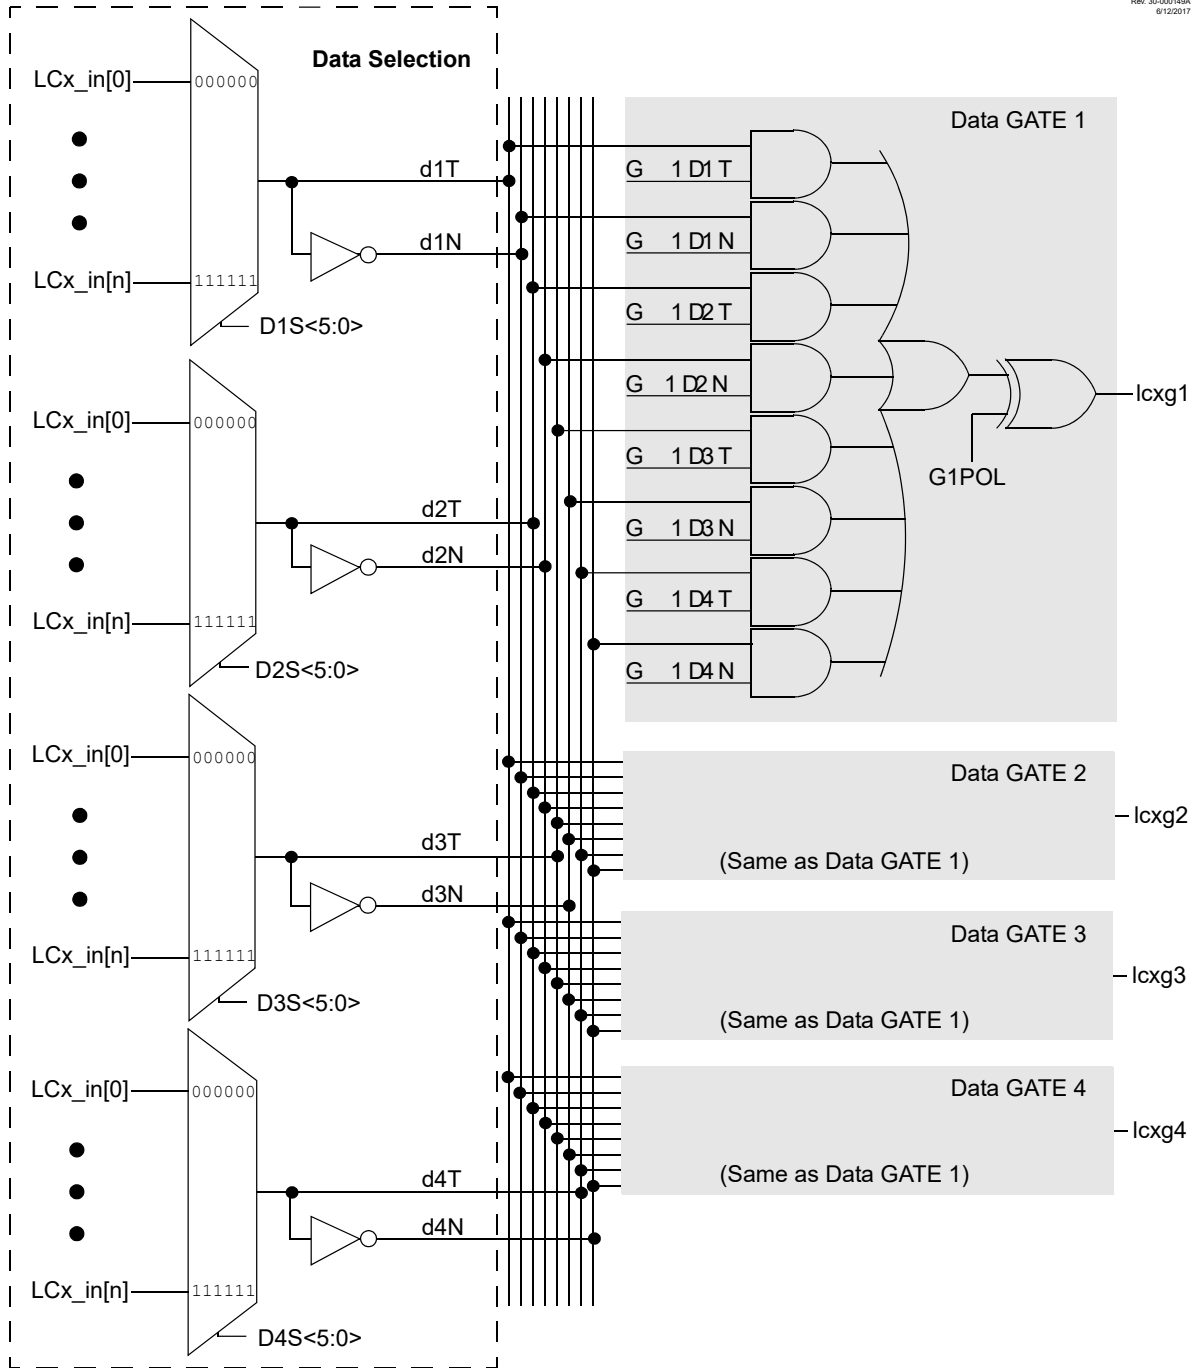 Rev. 30-000149A
6/12/2017
Data Selection
LCx_in[0]
000000
d1T
d1N
LCx_in[n]
111111
D1S<5:0>
LCx_in[0]
000000
d2T
d2N
LCx_in[n]
111111
D2S<5:0>
LCx_in[0]
000000
d3T
d3N
LCx_in[n]
111111
D3S<5:0>
LCx_in[0]
000000
d4T
d4N
LCx_in[n]
111111
D4S<5:0>
Data GATE 1
G 1 D1 T
G 1 D1 N
G 1 D2 T
G 1 D2 N
G 1 D3 T
G 1 D3 N
G 1 D4 T
G 1 D4 N
G1POL
lcxg1
Data GATE 2
(Same as Data GATE 1)
lcxg2
Data GATE 3
(Same as Data GATE 1)
lcxg3
Data GATE 4
(Same as Data GATE 1)
lcxg4